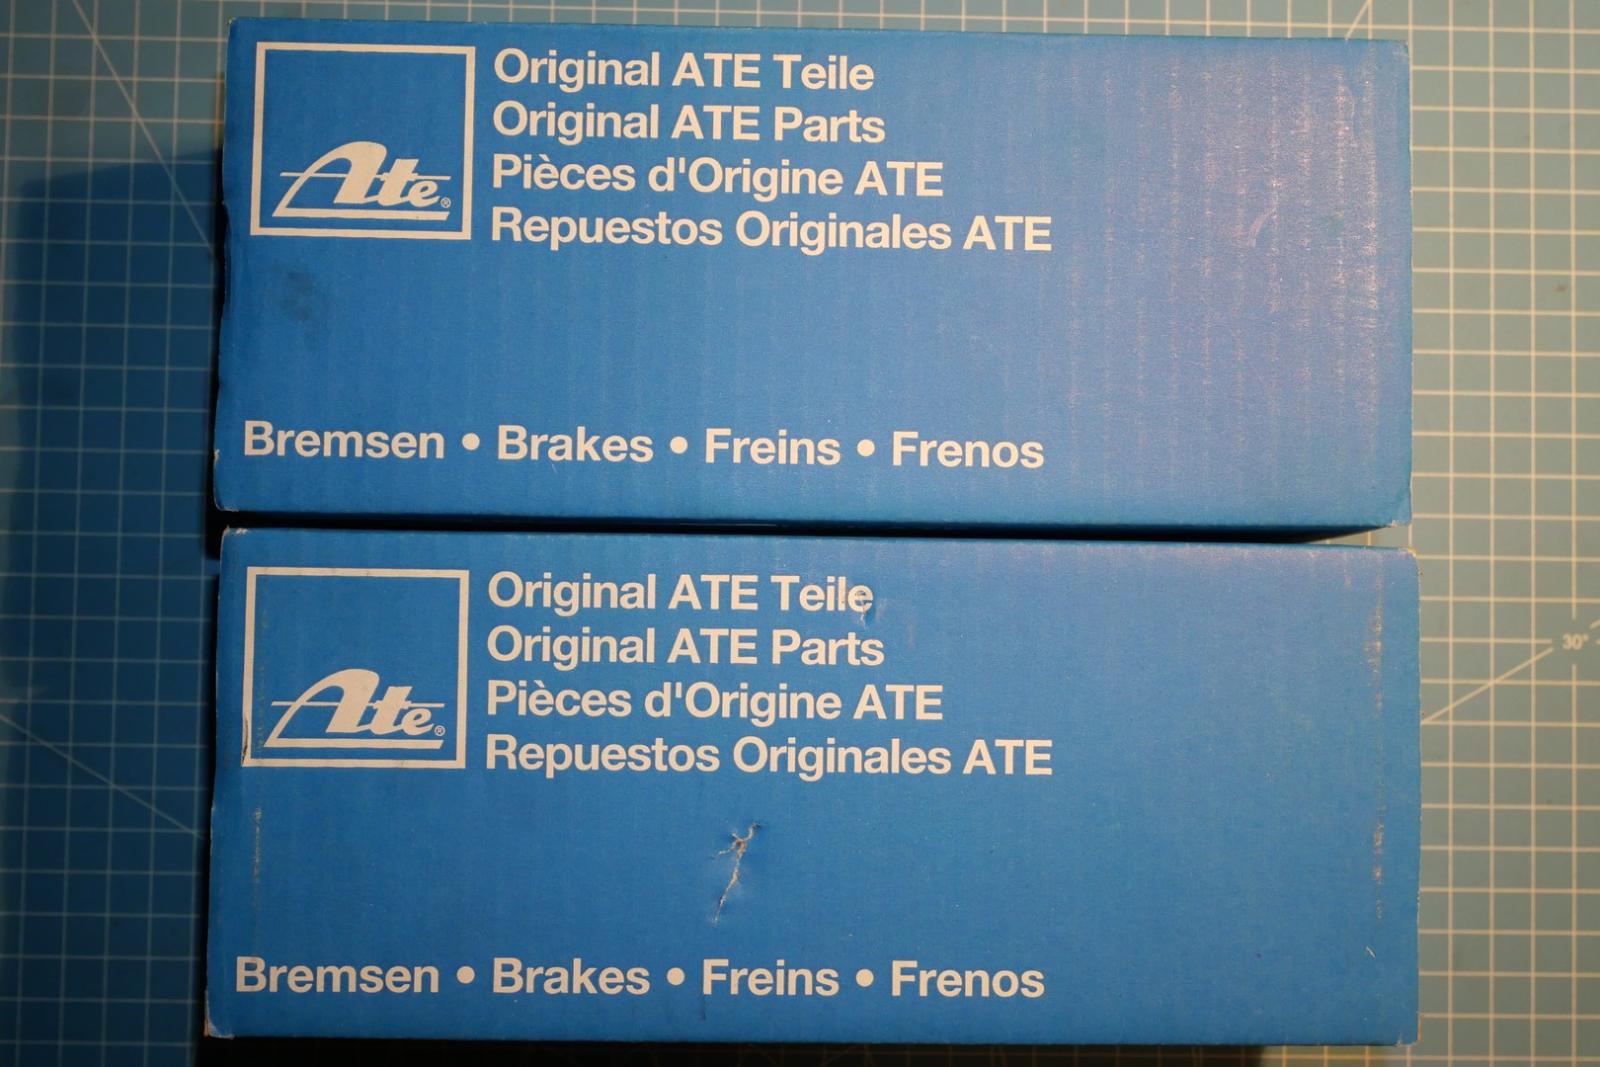 Ate®
Original ATE Teile
Original ATE Parts
Pièces d'Origine ATE
Repuestos Originales ATE
Bremsen • Brakes • Freins • Frenos
Ate®
Original ATE Teile
Original ATE Parts
Pièces d'Origine ATE
Repuestos Originales ATE
Bremsen • Brakes • Freins • Frenos
30°